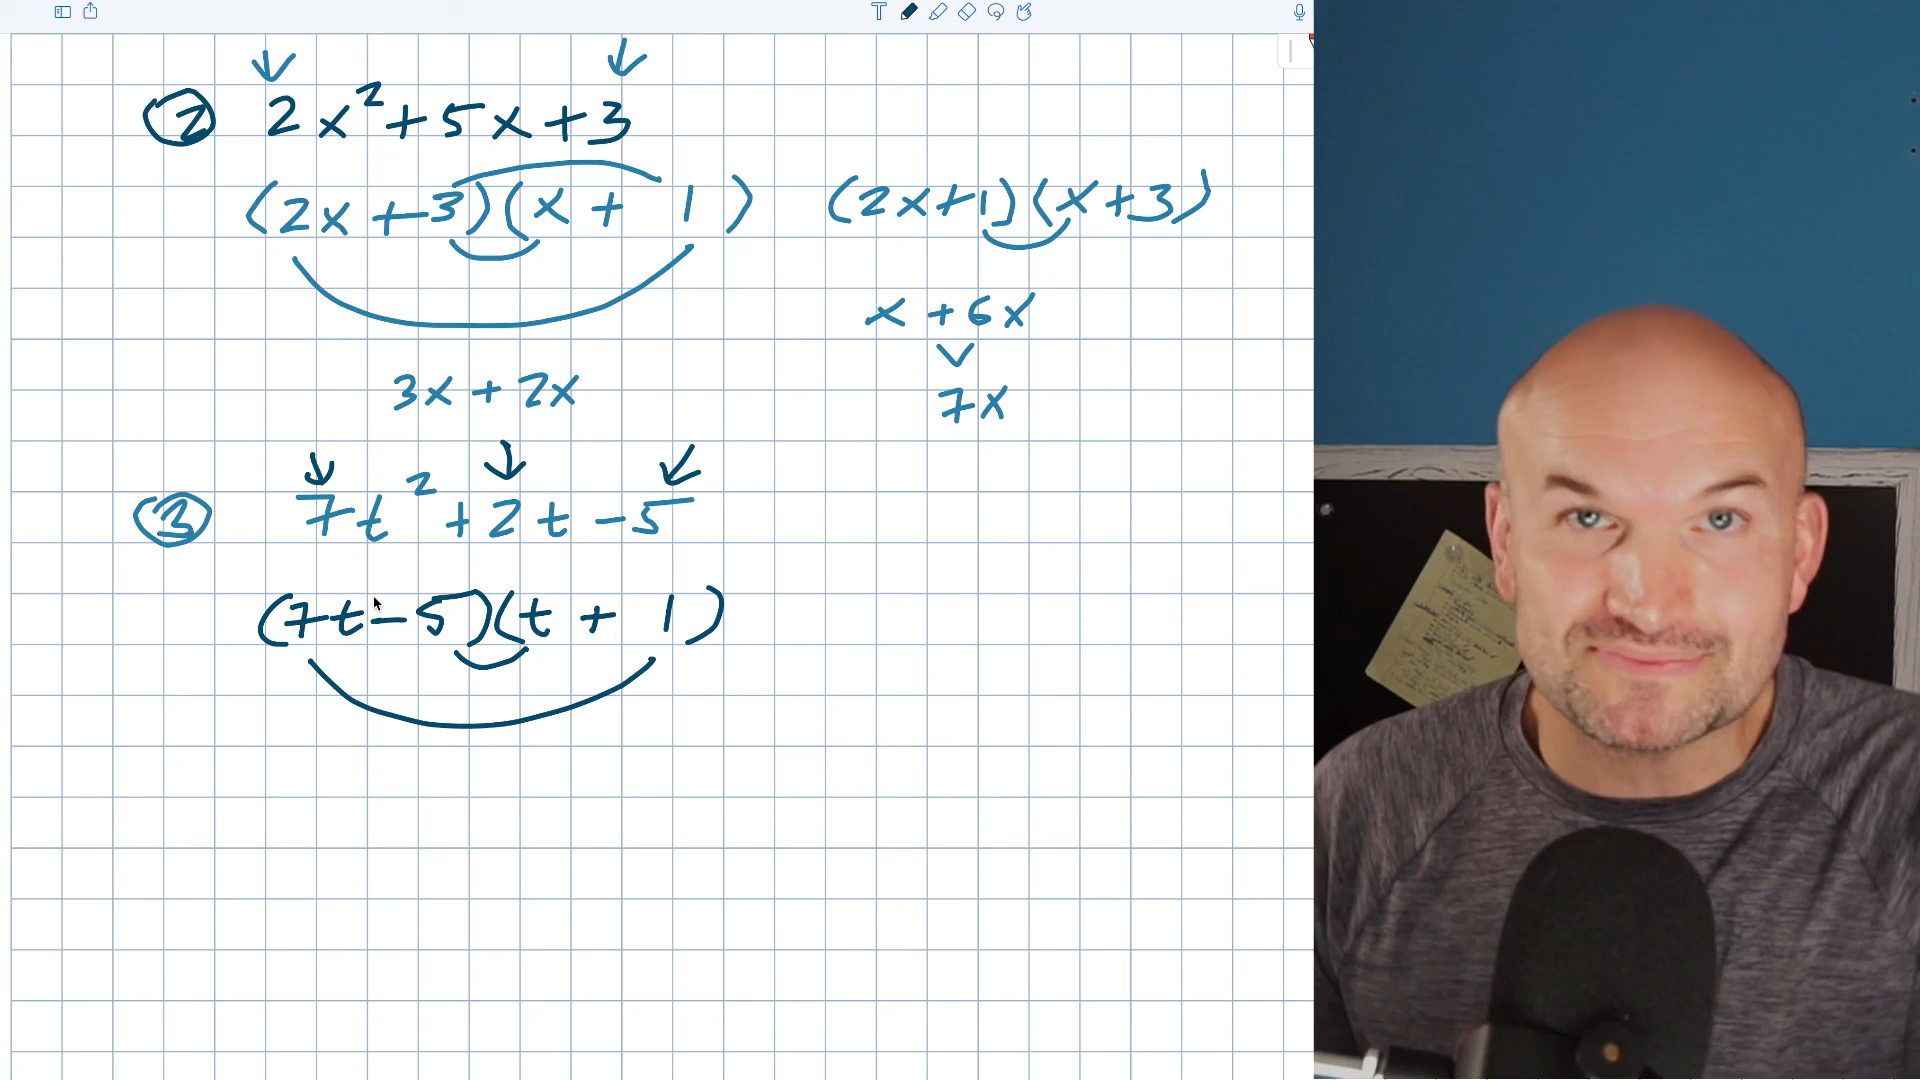 ② 2x² + 5x + 3
(2x + 3)(x + 1) (2x+1)(x+3)
x + 6x
3x + 2x
7x
③ 7t² + 2t - 5
(7t - 5)(t + 1)